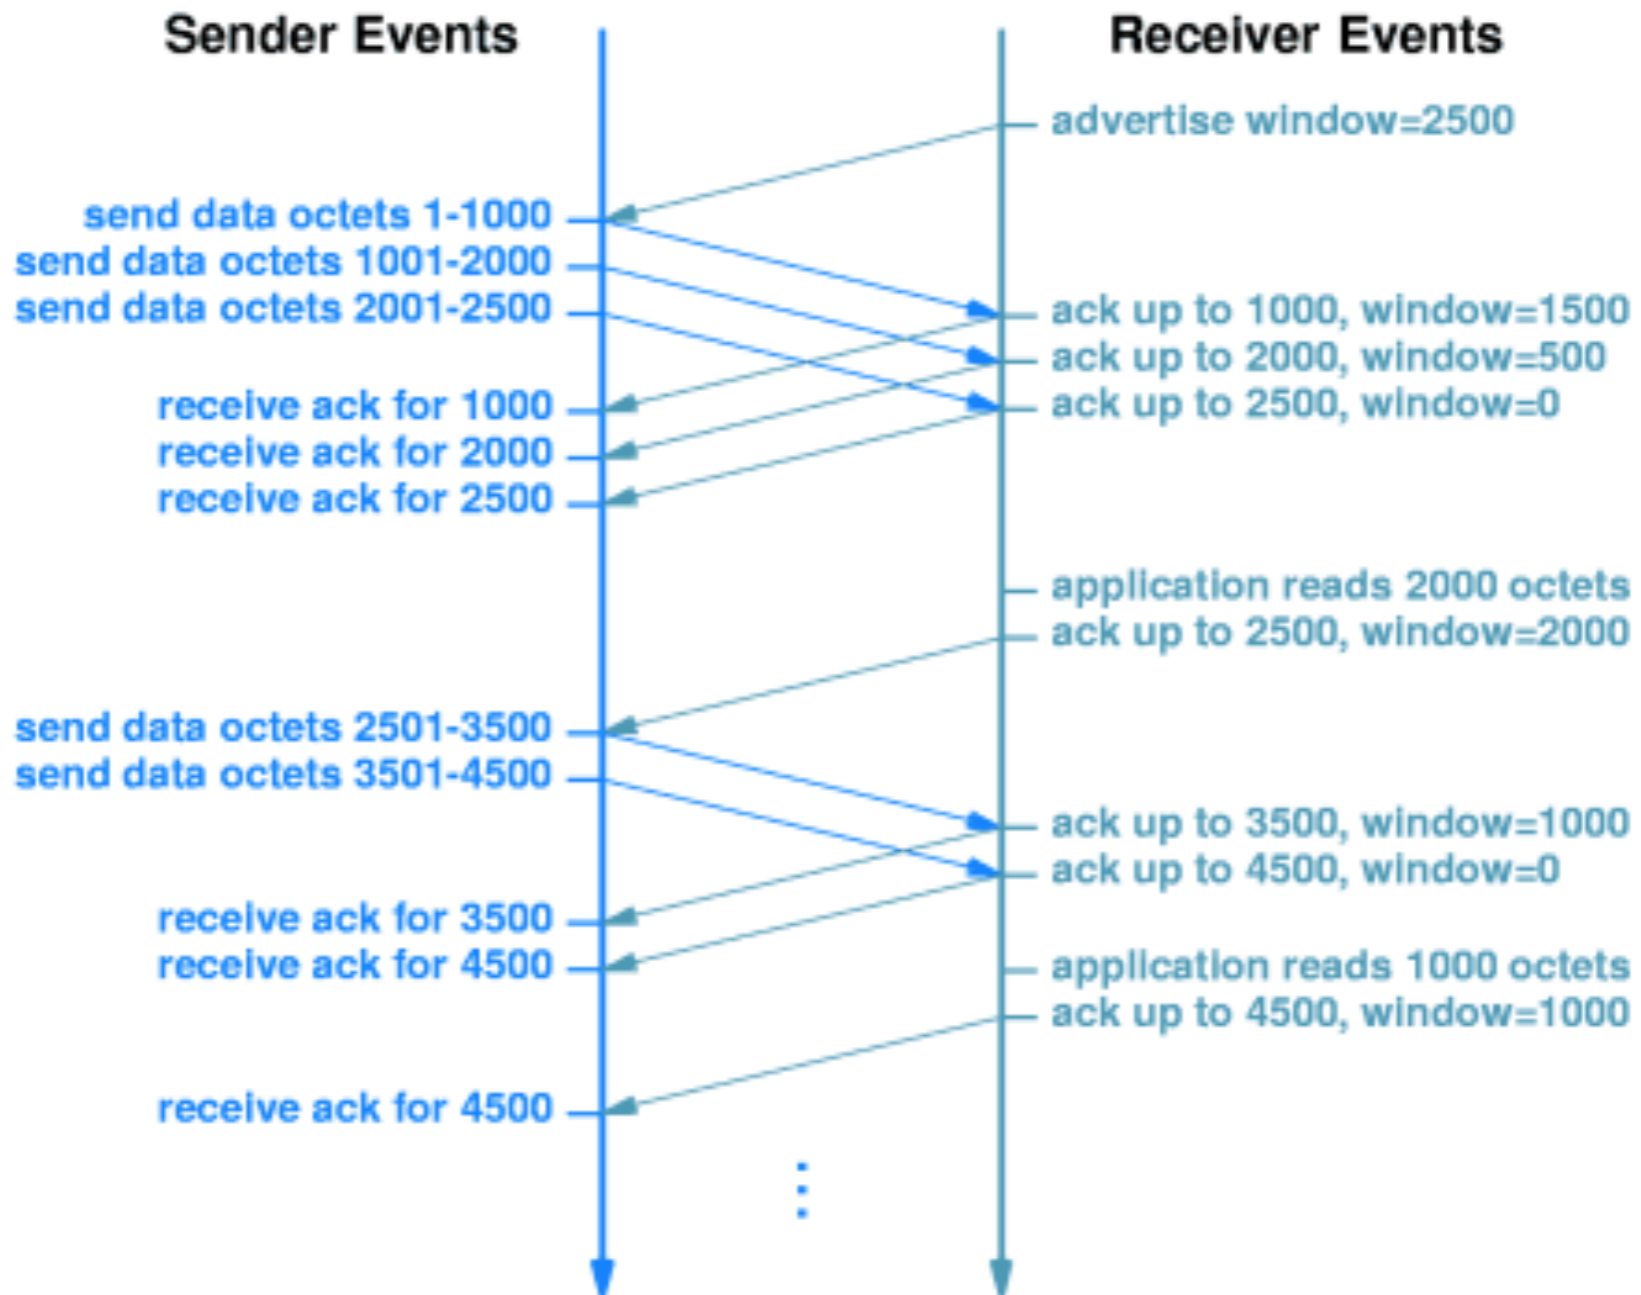 Sender Events
Receiver Events
advertise window=2500
send data octets 1-1000
send data octets 1001-2000
send data octets 2001-2500
ack up to 1000, window=1500
ack up to 2000, window=500
ack up to 2500, window=0
receive ack for 1000
receive ack for 2000
receive ack for 2500
application reads 2000 octets
ack up to 2500, window=2000
send data octets 2501-3500
send data octets 3501-4500
ack up to 3500, window=1000
ack up to 4500, window=0
receive ack for 3500
receive ack for 4500
application reads 1000 octets
ack up to 4500, window=1000
receive ack for 4500